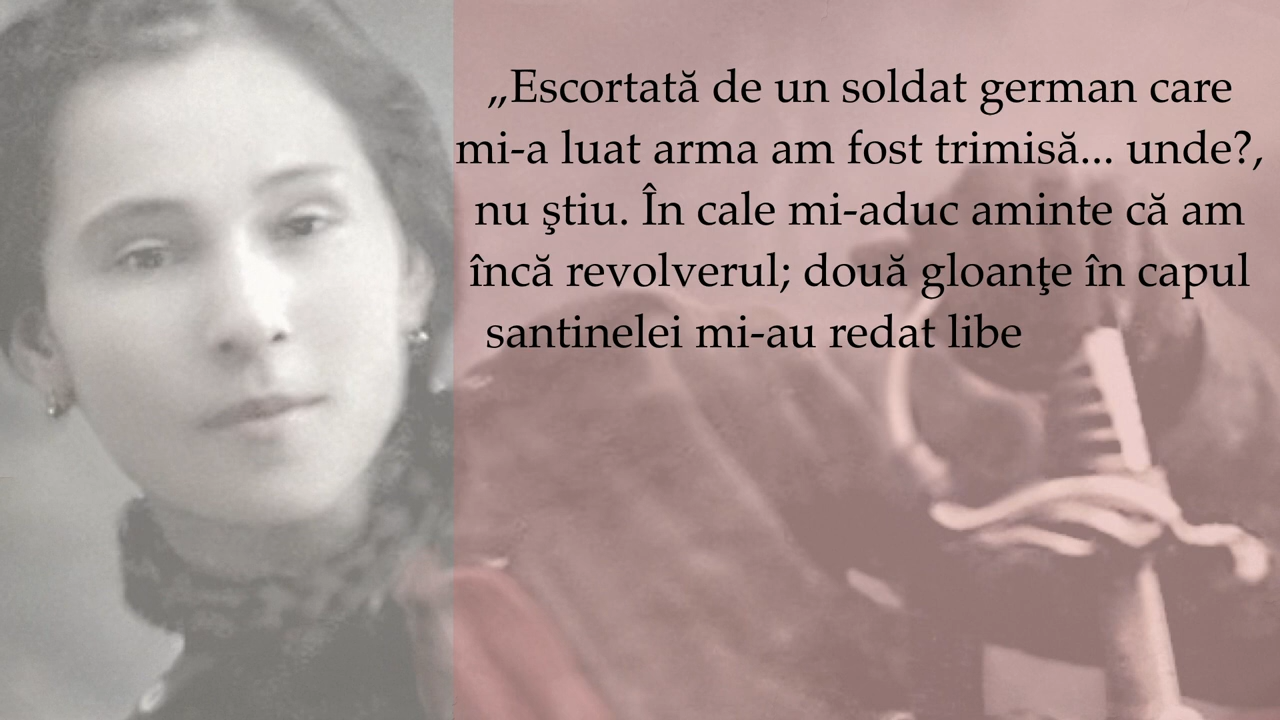 „Escortată de un soldat german care
mi-a luat arma am fost trimisă... unde?,
nu ştiu. În cale mi-aduc aminte că am
încă revolverul; două gloanţe în capul
santinelei mi-au redat libe